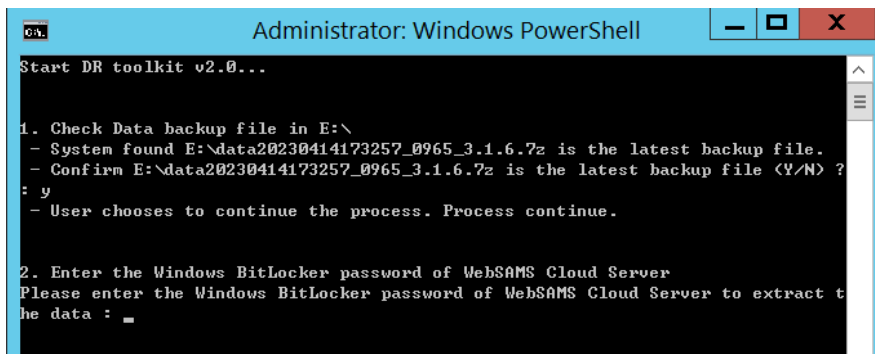 Administrator: Windows PowerShell
Start DR toolkit v2.0...
1. Check Data backup file in E:\
- System found E:\data20230414173257_0965_3.1.6.7z is the latest backup file.
- Confirm E:\data20230414173257_0965_3.1.6.7z is the latest backup file (Y/N) ?
: y
- User chooses to continue the process. Process continue.
2. Enter the Windows BitLocker password of WebSAMS Cloud Server
Please enter the Windows BitLocker password of WebSAMS Cloud Server to extract t
he data : _